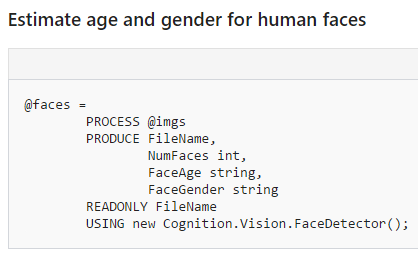 Estimate age and gender for human faces
@faces =
PROCESS @imgs
PRODUCE FileName,
NumFaces int,
FaceAge string,
FaceGender string
READONLY FileName
USING new Cognition.Vision.FaceDetector();